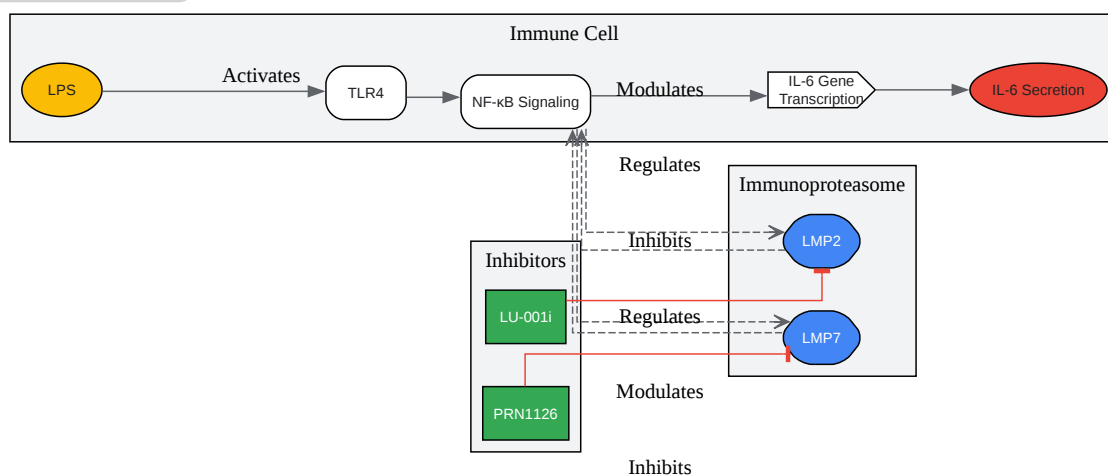 Immune Cell
LPS
Activates
TLR4
NF-κB Signaling
Modulates
IL-6 Gene
Transcription
IL-6 Secretion
Regulates
Immunoproteasome
LMP2
Inhibits
Inhibitors
LU-001i
Regulates
LMP7
Modulates
PRN1126
Inhibits